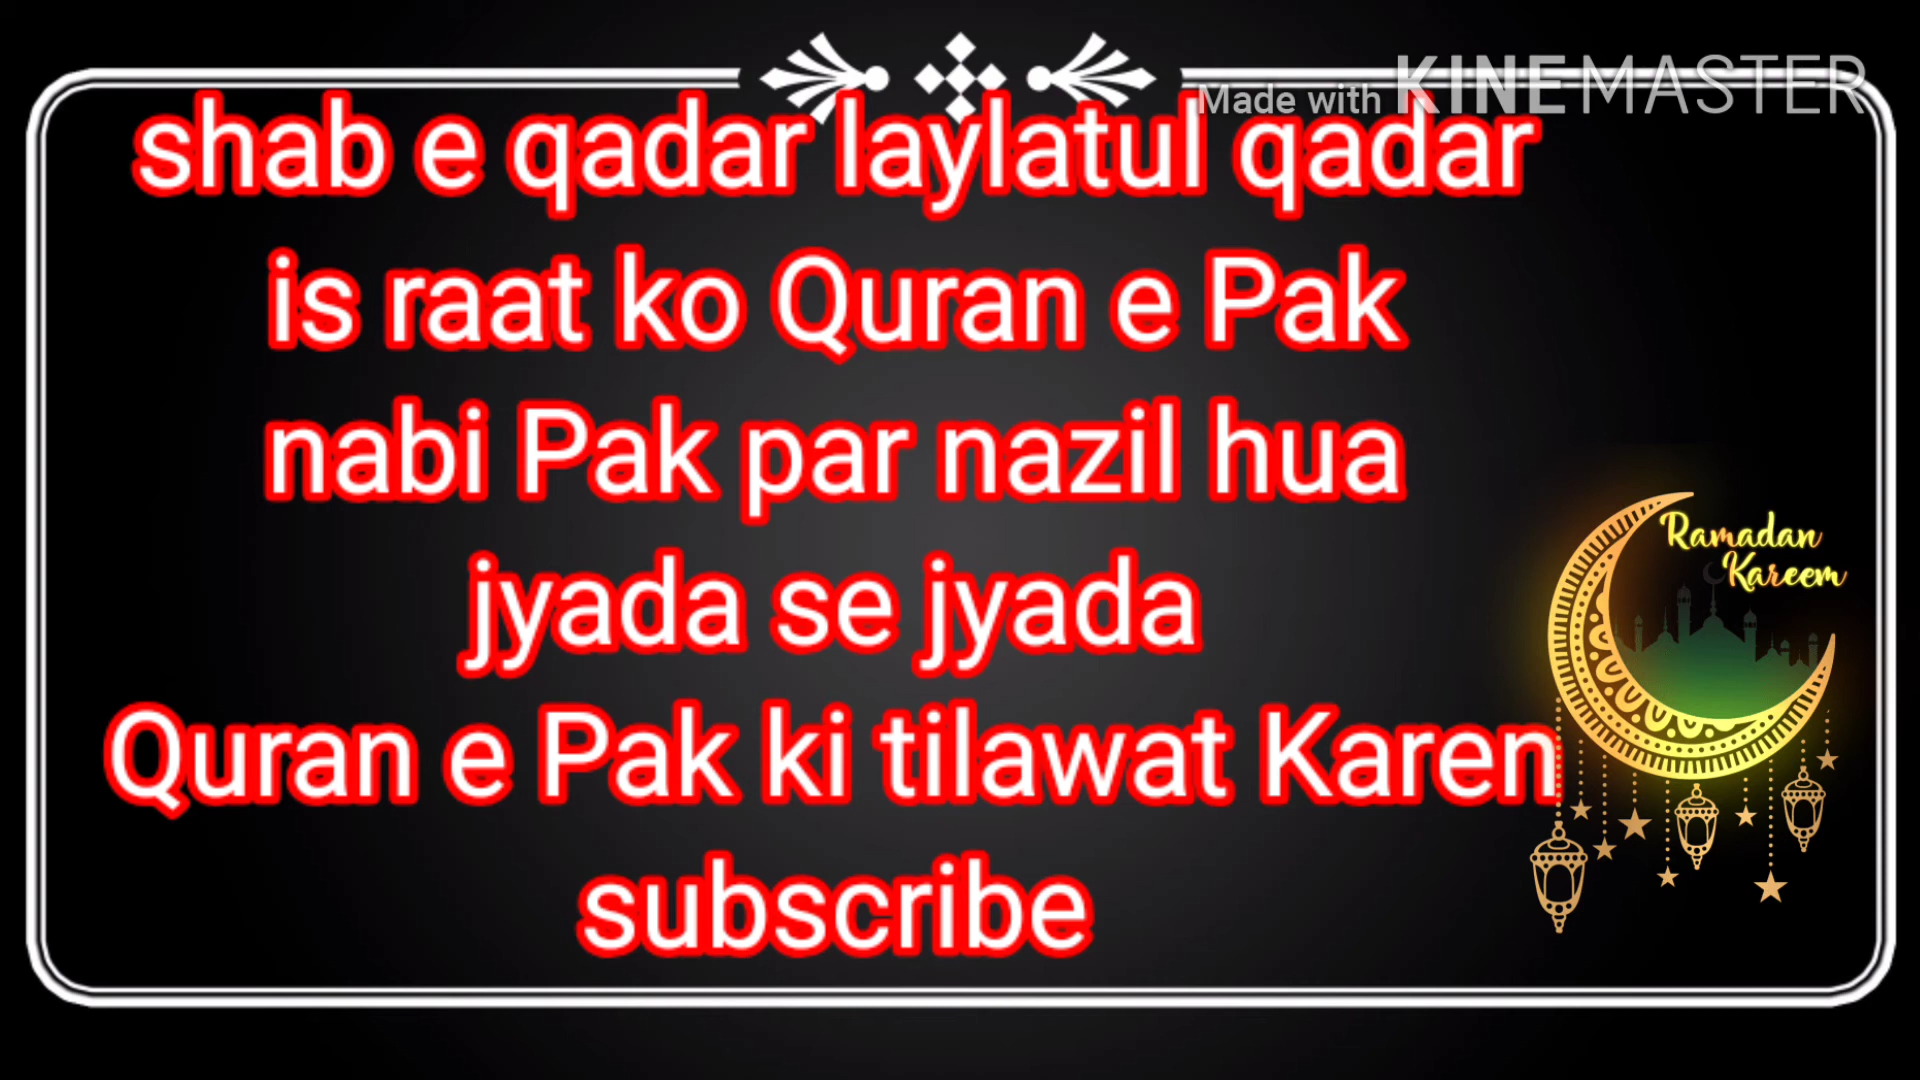 Made with KINEMASTER
shab e qadar laylatul qadar
is raat ko Quran e Pak
nabi Pak par nazil hua
jyada se jyada
Quran e Pak ki tilawat Karen
subscribe
Ramadan
Kareem